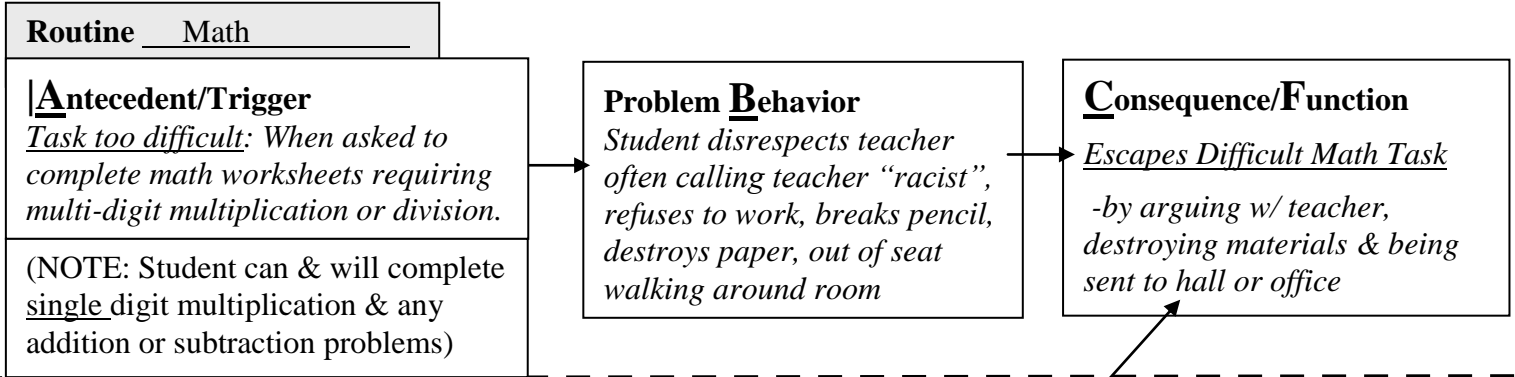 Routine Math
|Antecedent/Trigger
Task too difficult: When asked to
complete math worksheets requiring
multi-digit multiplication or division.
(NOTE: Student can & will complete
single digit multiplication & any
addition or subtraction problems)
Problem Behavior
Student disrespects teacher
often calling teacher “racist”,
refuses to work, breaks pencil,
destroys paper, out of seat
walking around room
Consequence/Function
Escapes Difficult Math Task
-by arguing w/ teacher,
destroying materials & being
sent to hall or office